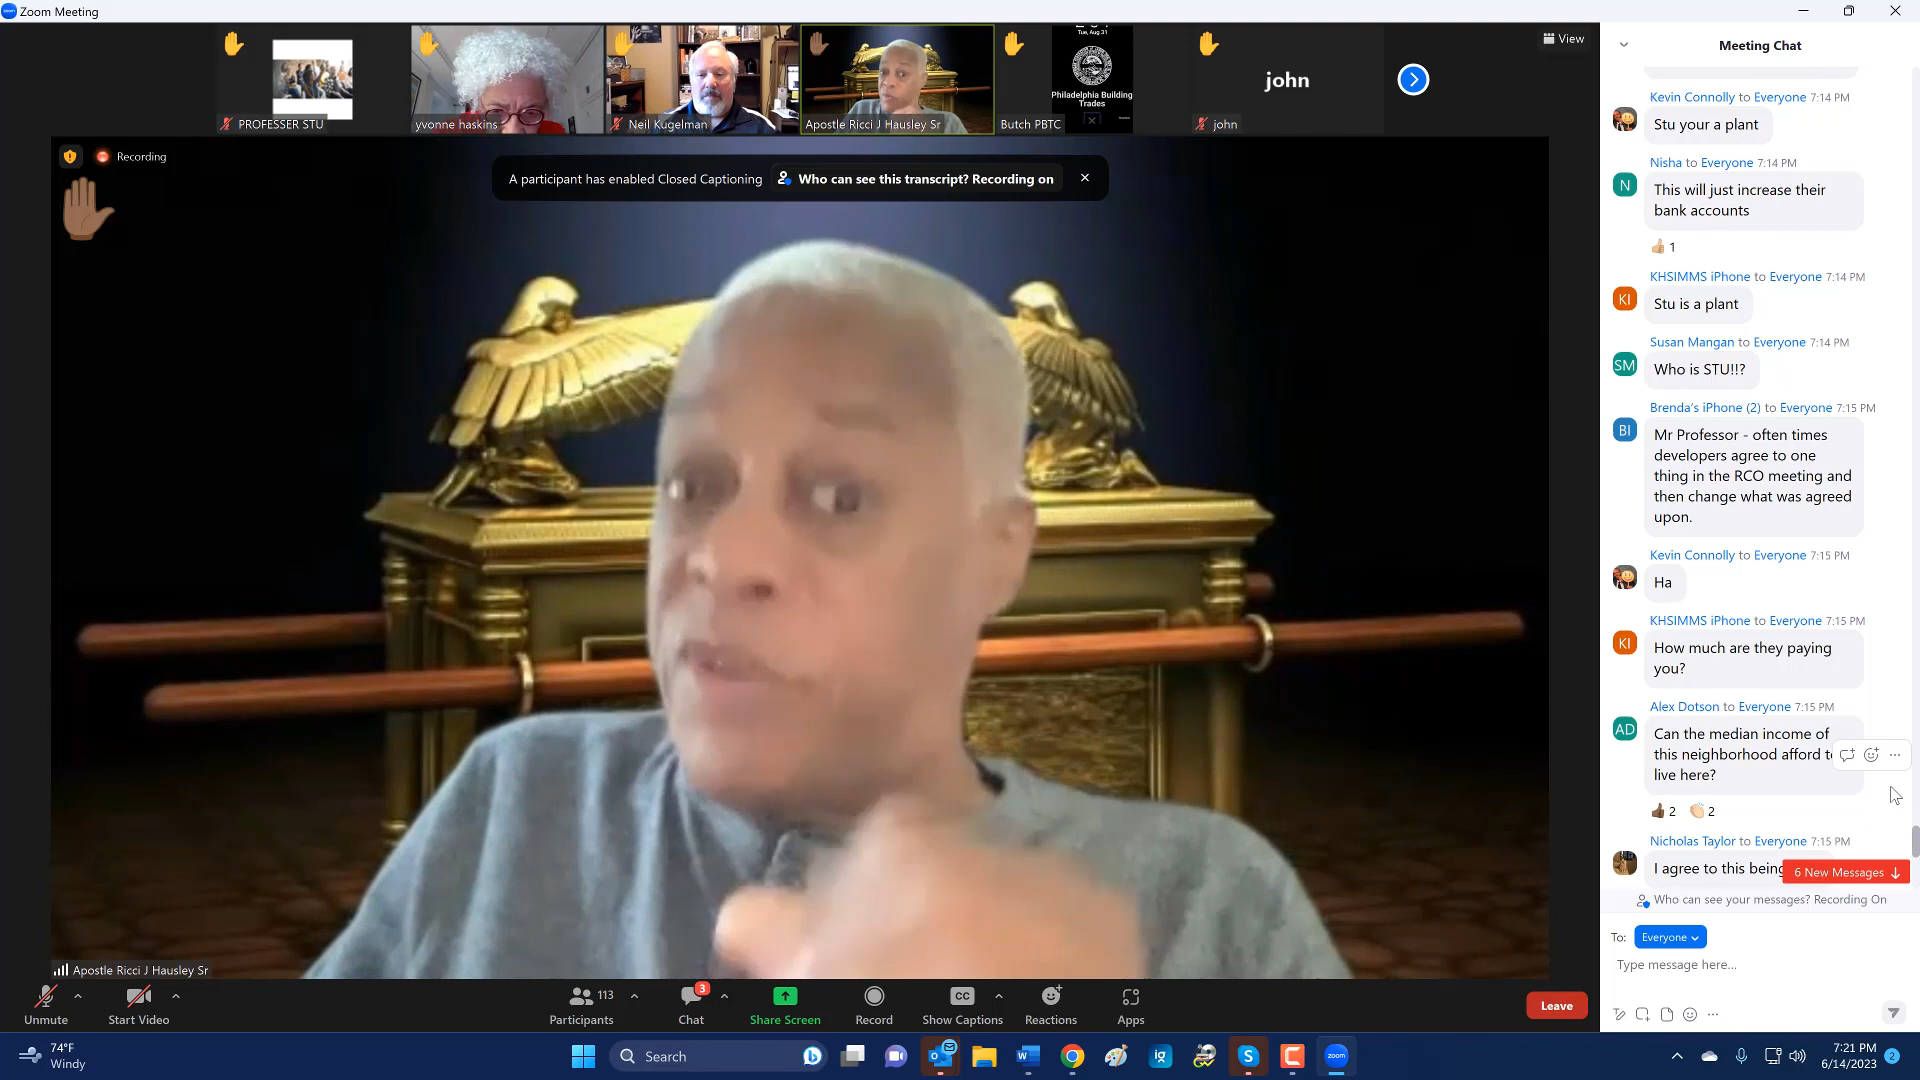 Zoom Meeting
PROFESSER STU
yvonne haskins
Neil Kugelman
Apostle Ricci J Hausley Sr
Tue, Aug 31
Philadelphia Building
Trades
Butch PBTC
john
john
View
Recording
A participant has enabled Closed Captioning
Who can see this transcript? Recording on
Apostle Ricci J Hausley Sr
Meeting Chat
Kevin Connolly to Everyone 7:14 PM
Stu your a plant
Nisha to Everyone 7:14 PM
N
This will just increase their
bank accounts
1
KHSIMMS iPhone to Everyone 7:14 PM
KI
Stu is a plant
Susan Mangan to Everyone 7:14 PM
SM
Who is STU!!?
Brenda's iPhone (2) to Everyone 7:15 PM
BI
Mr Professor - often times
developers agree to one
thing in the RCO meeting and
then change what was agreed
upon.
Kevin Connolly to Everyone 7:15 PM
Ha
KHSIMMS iPhone to Everyone 7:15 PM
KI
How much are they paying
you?
Alex Dotson to Everyone 7:15 PM
AD
Can the median income of
this neighborhood afford
live here?
2 2
Nicholas Taylor to Everyone 7:15 PM
I agree to this being
6 New Messages
Who can see your messages? Recording On
To: Everyone
Type message here...
Unmute
Start Video
113
Participants
3
Chat
Share Screen
Record
CC
Show Captions
Reactions
Apps
Leave
74°F
Windy
Search
7:21 PM
6/14/2023
2
zoom